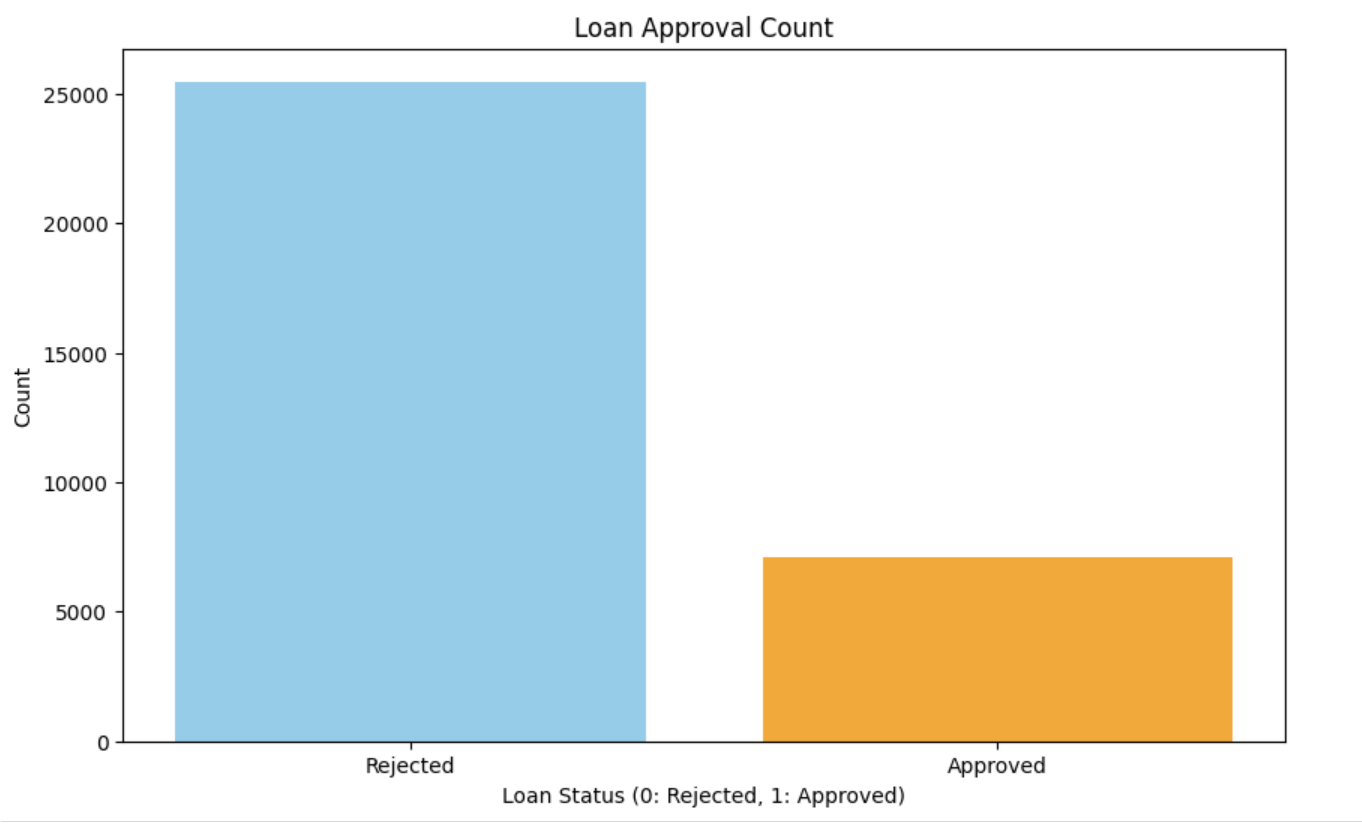 Loan Approval Count
25000
20000
15000
10000
5000
0
Count
Rejected
Approved
Loan Status (0: Rejected, 1: Approved)